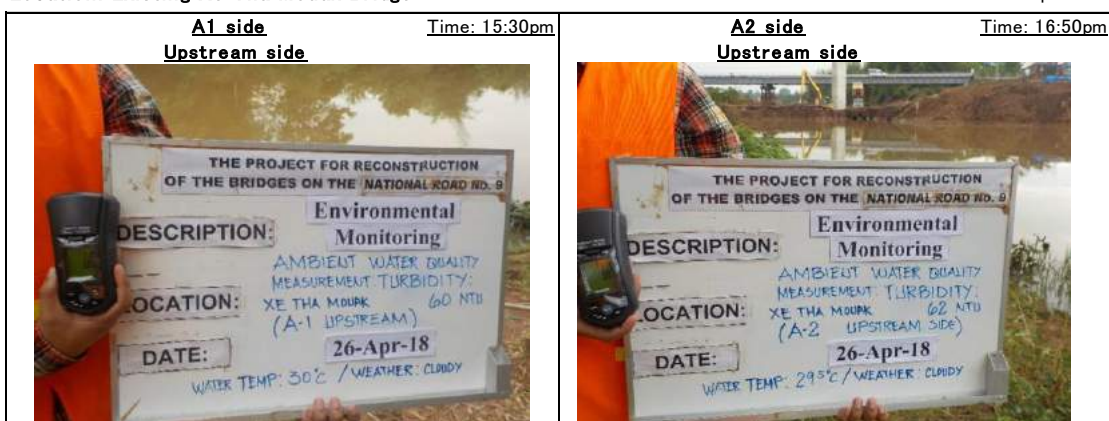 A1 side
Time: 15:30pm
Upstream side
THE PROJECT FOR RECONSTRUCTION
OF THE BRIDGES ON THE NATIONAL ROAD NO. 9
DESCRIPTION:
Environmental
Monitoring
AMBIENT WATER QUALITY
MEASUREMENT: TURBIDITY:
LOCATION:
XE THA MOUAK 60 NTU
(A-1 UPSTREAM)
DATE:
26-Apr-18
WATER TEMP: 30°C / WEATHER: CLOUDY
A2 side
Time: 16:50pm
Upstream side
THE PROJECT FOR RECONSTRUCTION
OF THE BRIDGES ON THE NATIONAL ROAD NO. 9
DESCRIPTION:
Environmental
Monitoring
AMBIENT WATER QUALITY
MEASUREMENT: TURBIDITY:
OCATION:
XE THA MOUAK 62 NTU
(A-2 UPSTREAM SIDE)
DATE:
26-Apr-18
WATER TEMP: 29.5°C / WEATHER: CLOUDY